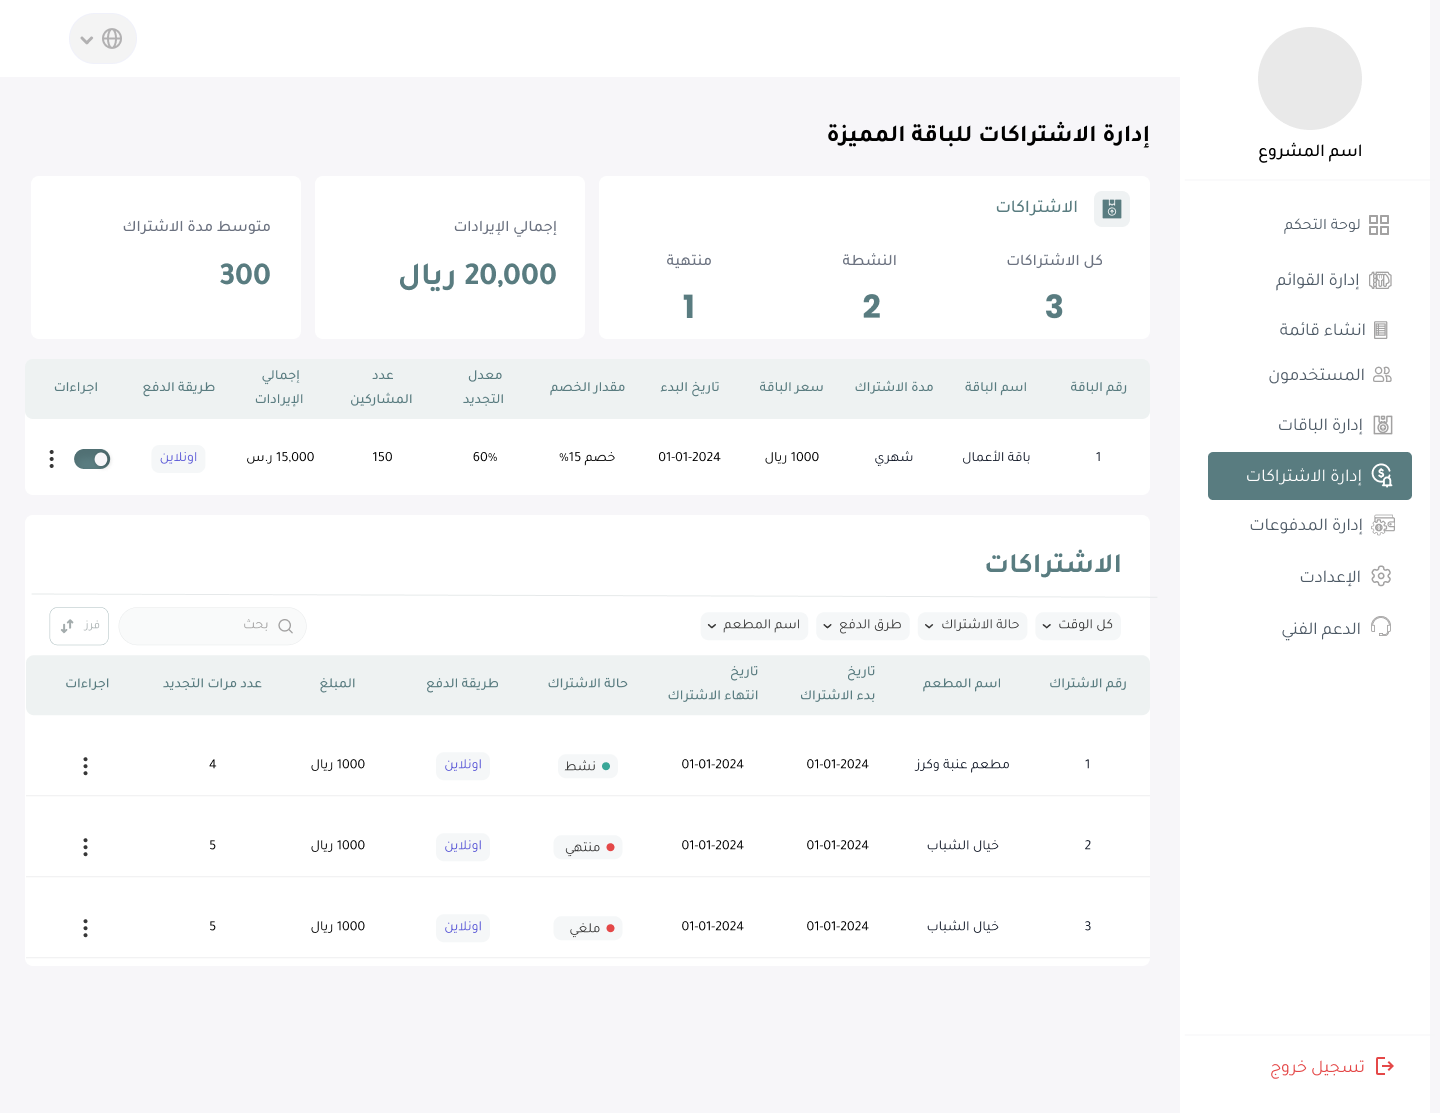 اسم المشروع
لوحة التحكم
إدارة القوائم
انشاء قائمة
المستخدمون
إدارة الباقات
إدارة الاشتراكات
إدارة المدفوعات
الإعدادت
الدعم الفني
تسجيل خروج
إدارة الاشتراكات للباقة المميزة
الاشتراكات
كل الاشتراكات
النشطة
منتهية
3
2
1
إجمالي الإيرادات
20,000 ريال
متوسط مدة الاشتراك
300
رقم الباقة
اسم الباقة
مدة الاشتراك
سعر الباقة
تاريخ البدء
مقدار الخصم
معدل
التجديد
عدد
المشاركين
إجمالي
الإيرادات
طريقة الدفع
اجراءات
1
باقة الأعمال
شهري
1000 ريال
01-01-2024
خصم 15%
60%
150
15,000 ر.س
اونلاين
الاشتراكات
كل الوقت
حالة الاشتراك
طرق الدفع
اسم المطعم
بحث
فرز
رقم الاشتراك
اسم المطعم
تاريخ
بدء الاشتراك
تاريخ
انتهاء الاشتراك
حالة الاشتراك
طريقة الدفع
المبلغ
عدد مرات التجديد
اجراءات
1
مطعم عنبة وكرز
01-01-2024
01-01-2024
نشط
اونلاين
1000 ريال
4
2
خيال الشباب
01-01-2024
01-01-2024
منتهي
اونلاين
1000 ريال
5
3
خيال الشباب
01-01-2024
01-01-2024
ملغي
اونلاين
1000 ريال
5